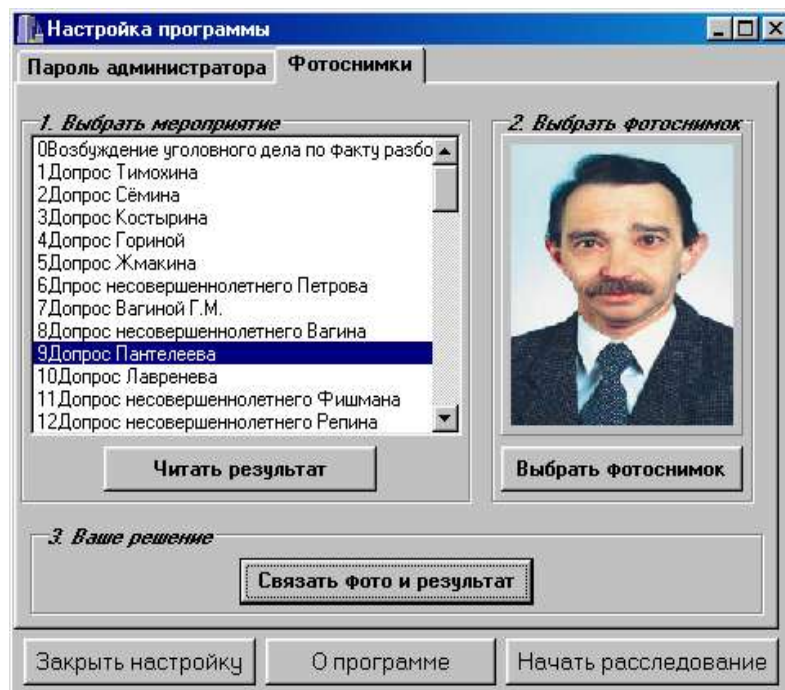 Настройка программы
Пароль администратора
Фотоснимки
1. Выбрать мероприятие
0Возбуждение уголовного дела по факту разбо
1Допрос Тимохина
2Допрос Сёмина
3Допрос Костырина
4Допрос Гориной
5Допрос Жмакина
6Дпрос несовершеннолетнего Петрова
7Допрос Вагиной Г.М.
8Допрос несовершеннолетнего Вагина
9Допрос Пантелеева
10Допрос Лавренева
11Допрос несовершеннолетнего Фишмана
12Допрос несовершеннолетнего Репина
Читать результат
2. Выбрать фотоснимок
Выбрать фотоснимок
3. Ваше решение
Связать фото и результат
Закрыть настройку
О программе
Начать расследование